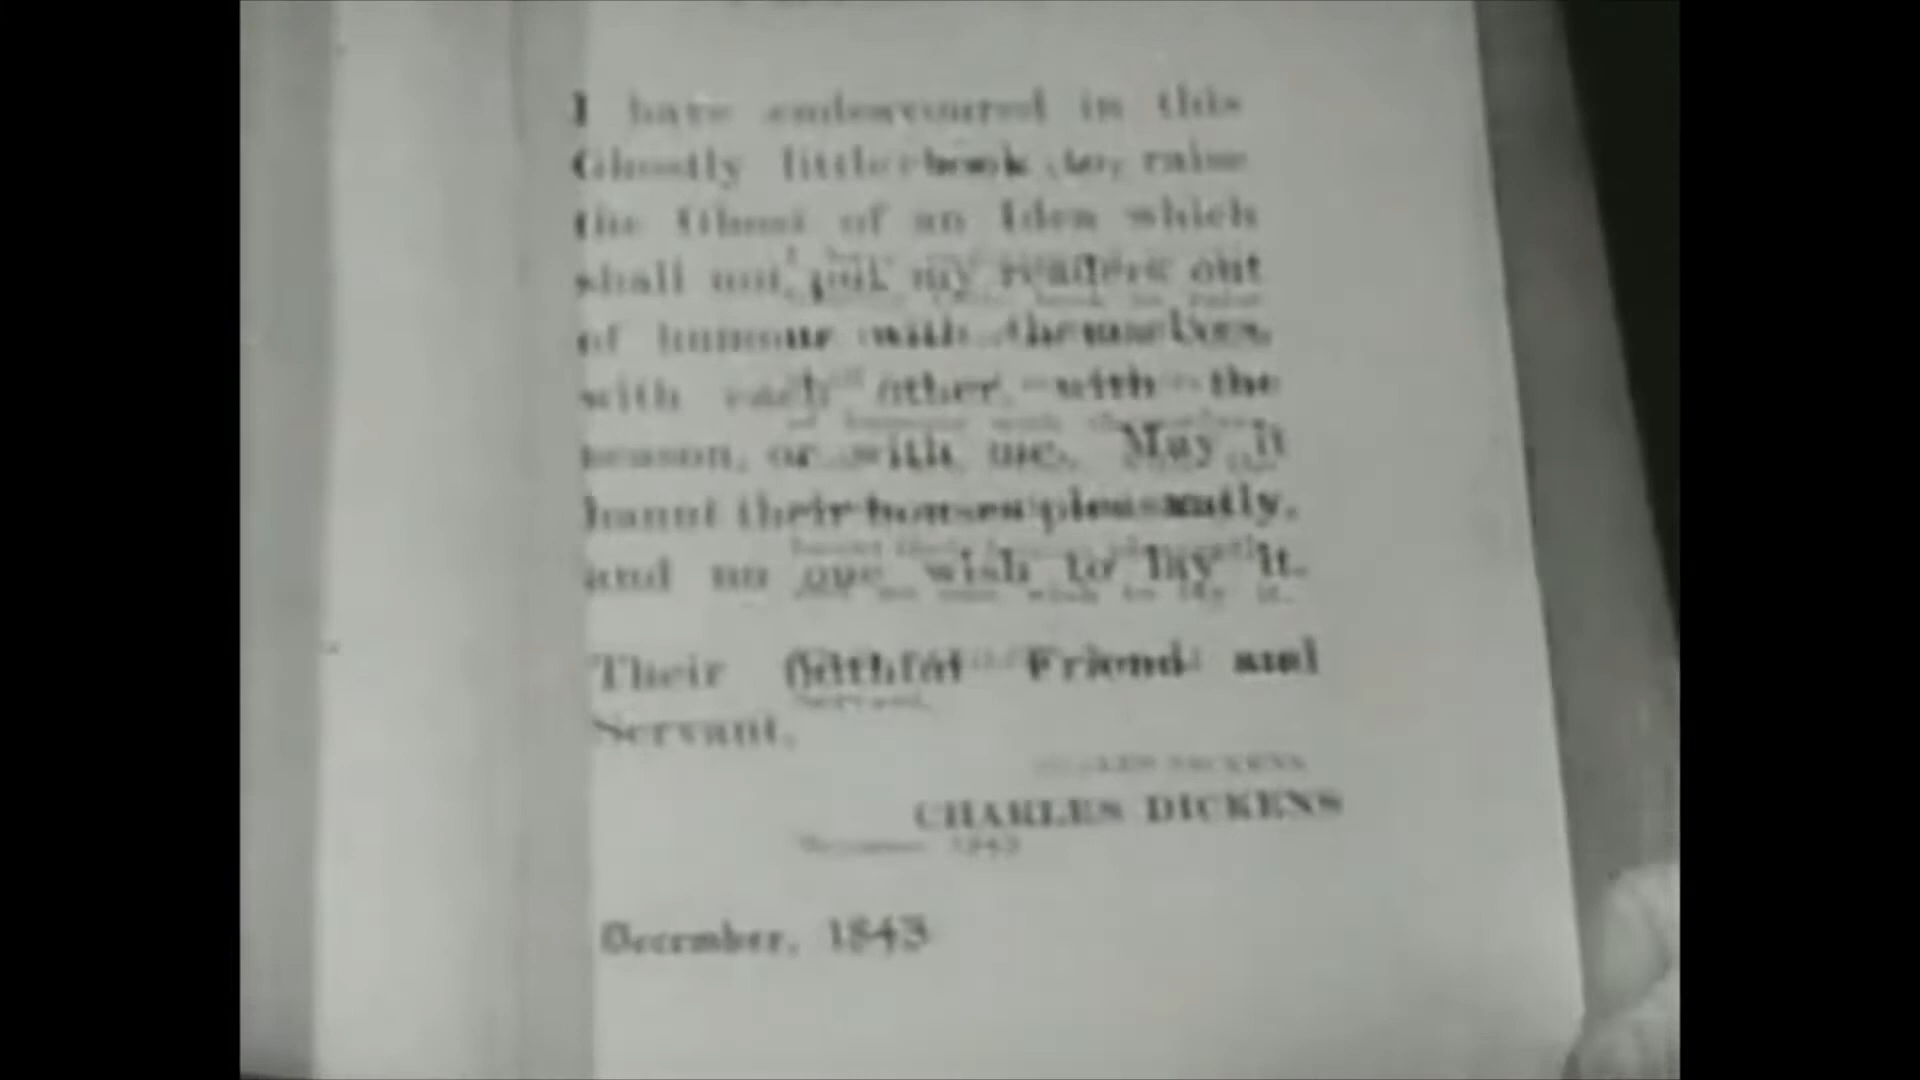 I have endeavoured in this
Ghostly little book to raise
the Ghost of an Idea which
shall not put my readers out
of humour with themselves,
with each other, with the
season, or with me. May it
haunt their houses pleasantly,
and no one wish to lay it.
Their faithful Friend and
Servant,
CHARLES DICKENS
December, 1843